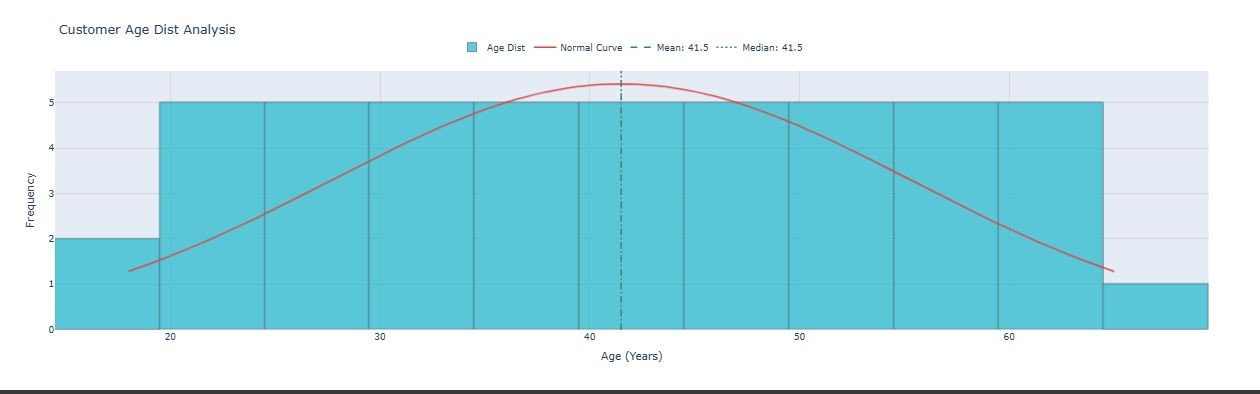 Customer Age Dist Analysis
Age Dist Normal Curve Mean: 41.5 Median: 41.5
5
4
3
2
1
0
Frequency
20 30 40 50 60
Age (Years)